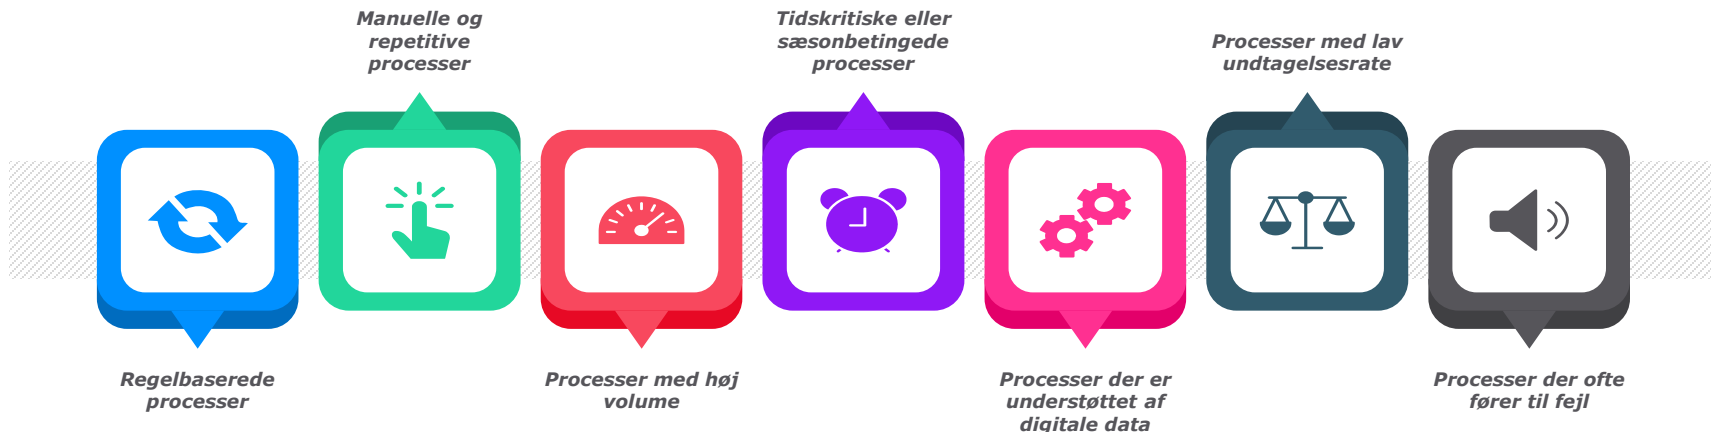 Manuelle og
repetitive
processer
Tidskritiske eller
sæsonbetingede
processer
Processer med lav
undtagelsesrate
Regelbaserede
processer
Processer med høj
volume
Processer der er
understøttet af
digitale data
Processer der ofte
fører til fejl